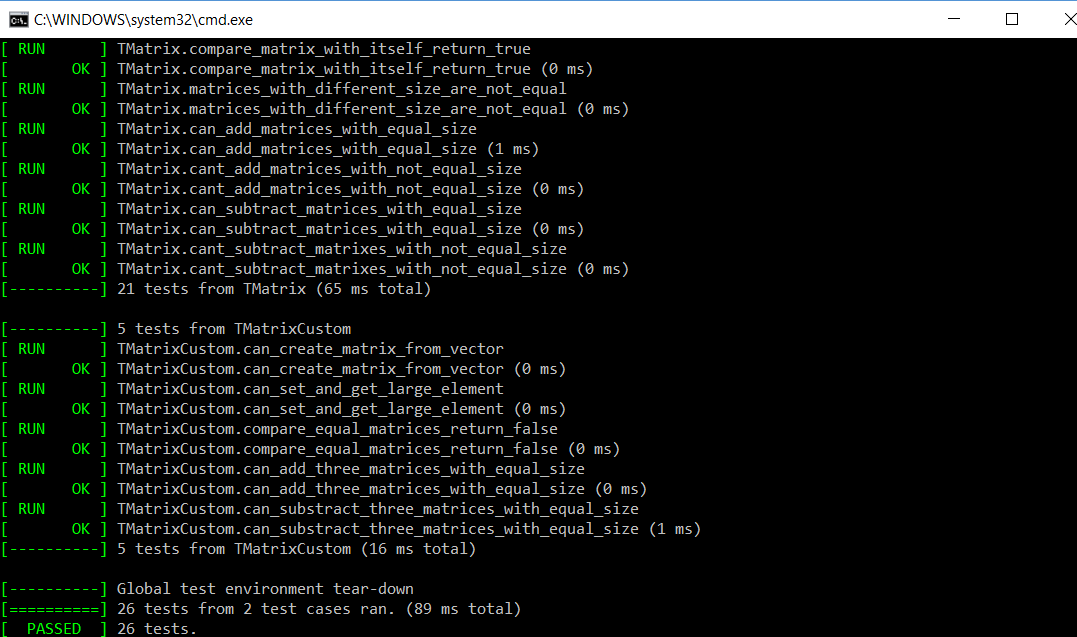 C:\WINDOWS\system32\cmd.exe
[ RUN      ] TMatrix.compare_matrix_with_itself_return_true
[       OK ] TMatrix.compare_matrix_with_itself_return_true (0 ms)
[ RUN      ] TMatrix.matrices_with_different_size_are_not_equal
[       OK ] TMatrix.matrices_with_different_size_are_not_equal (0 ms)
[ RUN      ] TMatrix.can_add_matrices_with_equal_size
[       OK ] TMatrix.can_add_matrices_with_equal_size (1 ms)
[ RUN      ] TMatrix.cant_add_matrices_with_not_equal_size
[       OK ] TMatrix.cant_add_matrices_with_not_equal_size (0 ms)
[ RUN      ] TMatrix.can_subtract_matrices_with_equal_size
[       OK ] TMatrix.can_subtract_matrices_with_equal_size (0 ms)
[ RUN      ] TMatrix.cant_subtract_matrixes_with_not_equal_size
[       OK ] TMatrix.cant_subtract_matrixes_with_not_equal_size (0 ms)
[----------] 21 tests from TMatrix (65 ms total)
[----------] 5 tests from TMatrixCustom
[ RUN      ] TMatrixCustom.can_create_matrix_from_vector
[       OK ] TMatrixCustom.can_create_matrix_from_vector (0 ms)
[ RUN      ] TMatrixCustom.can_set_and_get_large_element
[       OK ] TMatrixCustom.can_set_and_get_large_element (0 ms)
[ RUN      ] TMatrixCustom.compare_equal_matrices_return_false
[       OK ] TMatrixCustom.compare_equal_matrices_return_false (0 ms)
[ RUN      ] TMatrixCustom.can_add_three_matrices_with_equal_size
[       OK ] TMatrixCustom.can_add_three_matrices_with_equal_size (0 ms)
[ RUN      ] TMatrixCustom.can_substract_three_matrices_with_equal_size
[       OK ] TMatrixCustom.can_substract_three_matrices_with_equal_size (1 ms)
[----------] 5 tests from TMatrixCustom (16 ms total)
[----------] Global test environment tear-down
[==========] 26 tests from 2 test cases ran. (89 ms total)
[  PASSED  ] 26 tests.